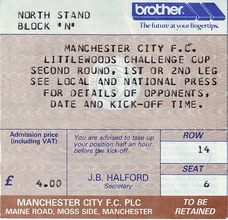 NORTH STAND
BLOCK "N"
brother.
The future at your fingertips.
MANCHESTER CITY F.C.
LITTLEWOODS CHALLENGE CUP
SECOND ROUND, 1ST OR 2ND LEG
SEE LOCAL AND NATIONAL PRESS
FOR DETAILS OF OPPONENTS,
DATE AND KICK-OFF TIME.
Admission price
(including VAT)
You are advised to take up
your position half an hour
before the kick-off.
ROW
14
SEAT
6
£ 4.00
J.B. HALFORD
Secretary
MANCHESTER CITY F.C. PLC
MAINE ROAD, MOSS SIDE, MANCHESTER
TO BE
RETAINED